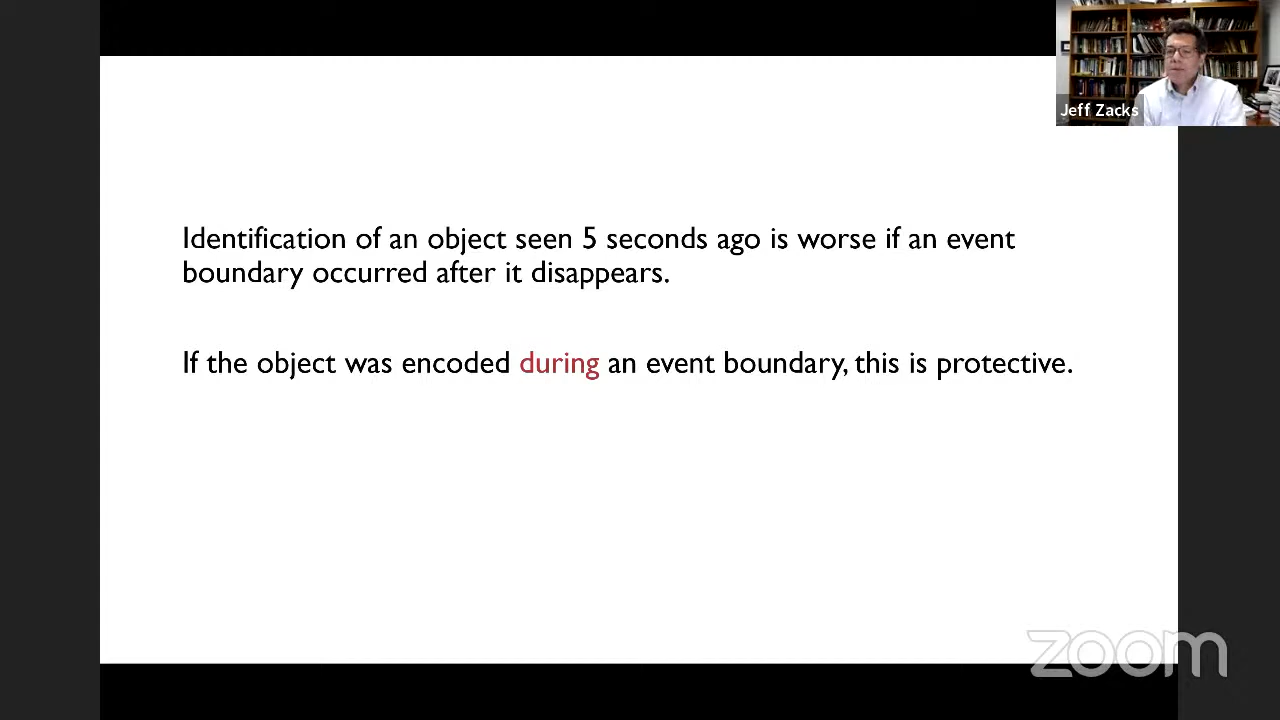 Jeff Zacks
Identification of an object seen 5 seconds ago is worse if an event
boundary occurred after it disappears.
If the object was encoded during an event boundary, this is protective.
zoom